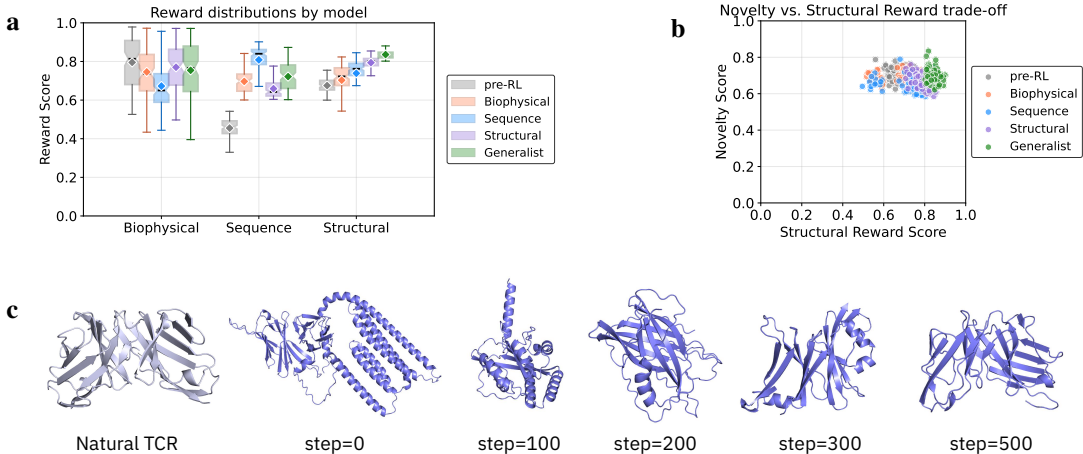 a
Reward distributions by model
Reward Score
1.0
0.8
0.6
0.4
0.2
0.0
Biophysical
Sequence
Structural
pre-RL
Biophysical
Sequence
Structural
Generalist
b
Novelty vs. Structural Reward trade-off
Novelty Score
1.0
0.8
0.6
0.4
0.2
0.0
0.0 0.2 0.4 0.6 0.8 1.0
Structural Reward Score
pre-RL
Biophysical
Sequence
Structural
Generalist
c
Natural TCR
step=0
step=100
step=200
step=300
step=500